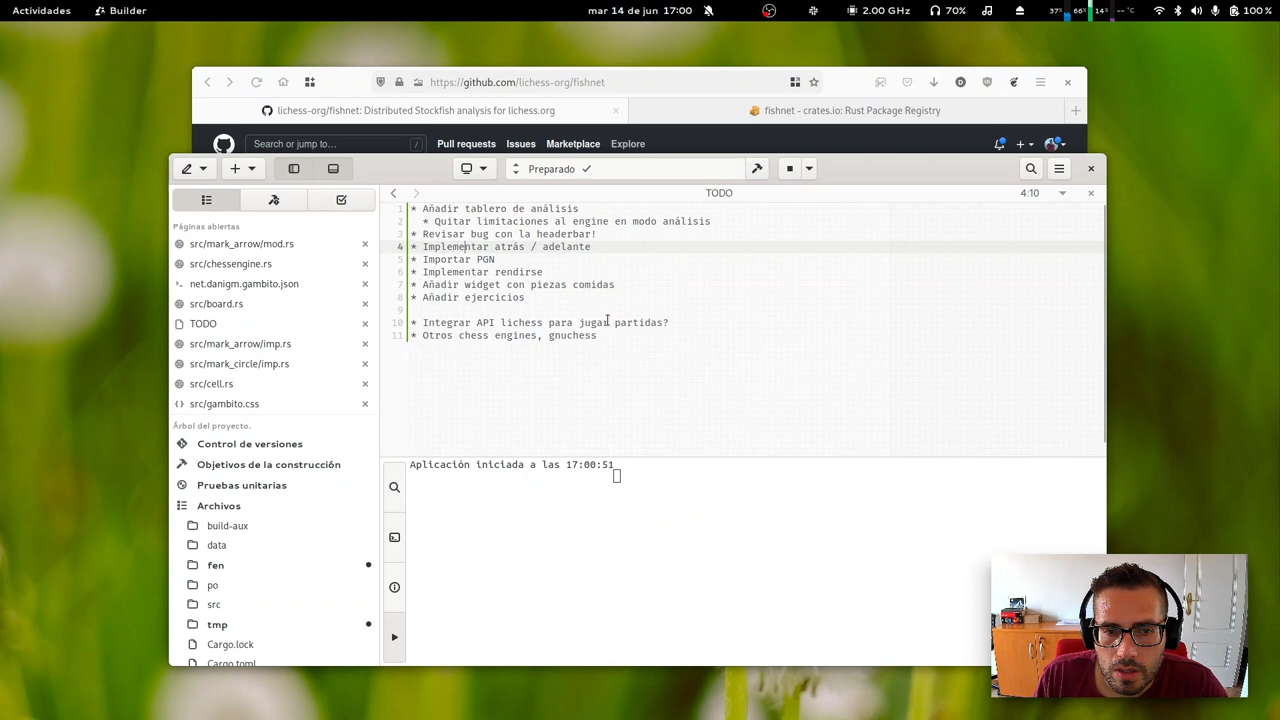 Actividades
Builder
mar 14 de jun 17:00
2.00 GHz
70%
37%
66%
14%
-- °C
100 %
https://github.com/lichess-org/fishnet
lichess-org/fishnet: Distributed Stockfish analysis for lichess.org
fishnet - crates.io: Rust Package Registry
Search or jump to…
/
Pull requests
Issues
Marketplace
Explore
Preparado
TODO
4:10
Páginas abiertas
src/mark_arrow/mod.rs
src/chessengine.rs
net.danigm.gambito.json
src/board.rs
TODO
src/mark_arrow/imp.rs
src/mark_circle/imp.rs
src/cell.rs
src/gambito.css
Árbol del proyecto.
Control de versiones
Objetivos de la construcción
Pruebas unitarias
Archivos
build-aux
data
fen
po
src
tmp
Cargo.lock
Cargo.toml
1 * Añadir tablero de análisis
2 * Quitar limitaciones al engine en modo análisis
3 * Revisar bug con la headerbar!
4 * Implementar atrás / adelante
5 * Importar PGN
6 * Implementar rendirse
7 * Añadir widget con piezas comidas
8 * Añadir ejercicios
9
10 * Integrar API lichess para jugar partidas?
11 * Otros chess engines, gnuchess
Aplicación iniciada a las 17:00:51